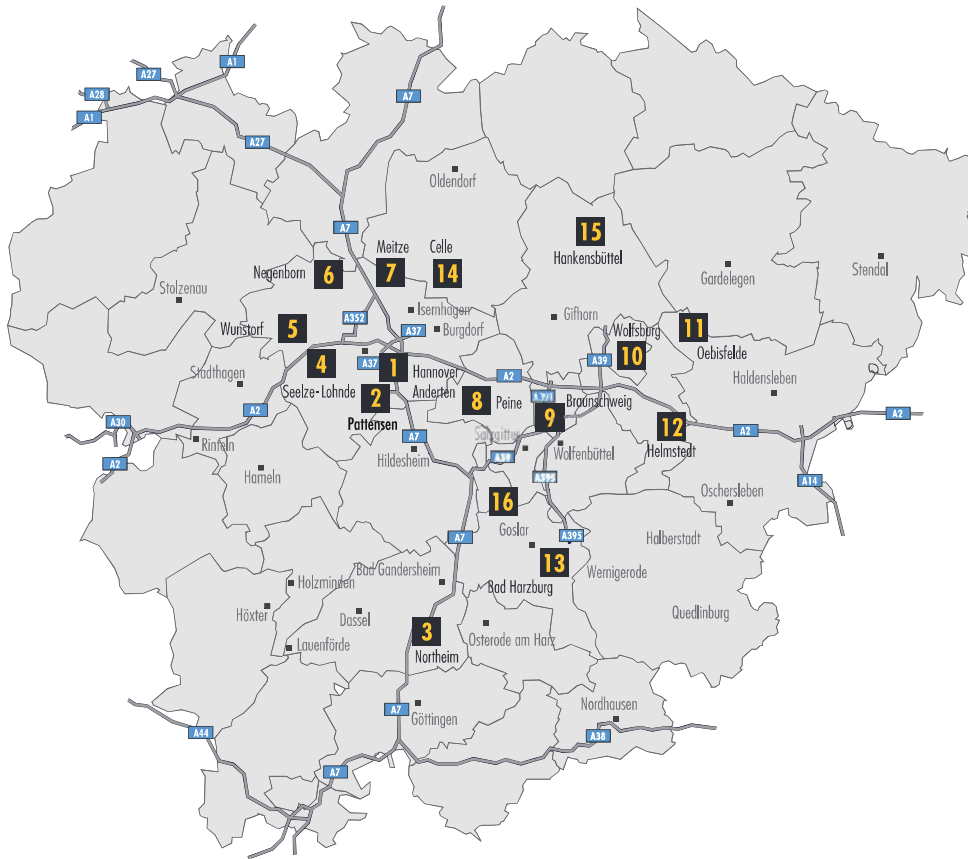 A1
A27
A28
A7
A1
A27
Oldendorf
A7
15
Meitze
Celle
Hankensbüttel
6
7
14
Negenborn
Gardelegen
Stendal
Stolzenau
Isernhagen
A352
Gifhorn
Wolfsburg
11
Wunstorf
5
A37
Burgdorf
Oebisfelde
4
A37
1
Hannover
Anderten
A39
10
Stadthagen
Seelze-Lohnde
A2
Haldensleben
2
8
Peine
Braunschweig
9
A2
Pattensen
12
A2
A2
A30
Rinteln
A7
Salzgitter
Helmstedt
A2
Hildesheim
A39
Wolfenbüttel
Hameln
A395
A14
16
Oschersleben
Goslar
A7
A395
Halberstadt
13
Bad Gandersheim
Wernigerode
Holzminden
Bad Harzburg
Höxter
Dassel
Quedlinburg
3
Osterode am Harz
Lauenförde
Northeim
A7
Göttingen
Nordhausen
A44
A38
A7